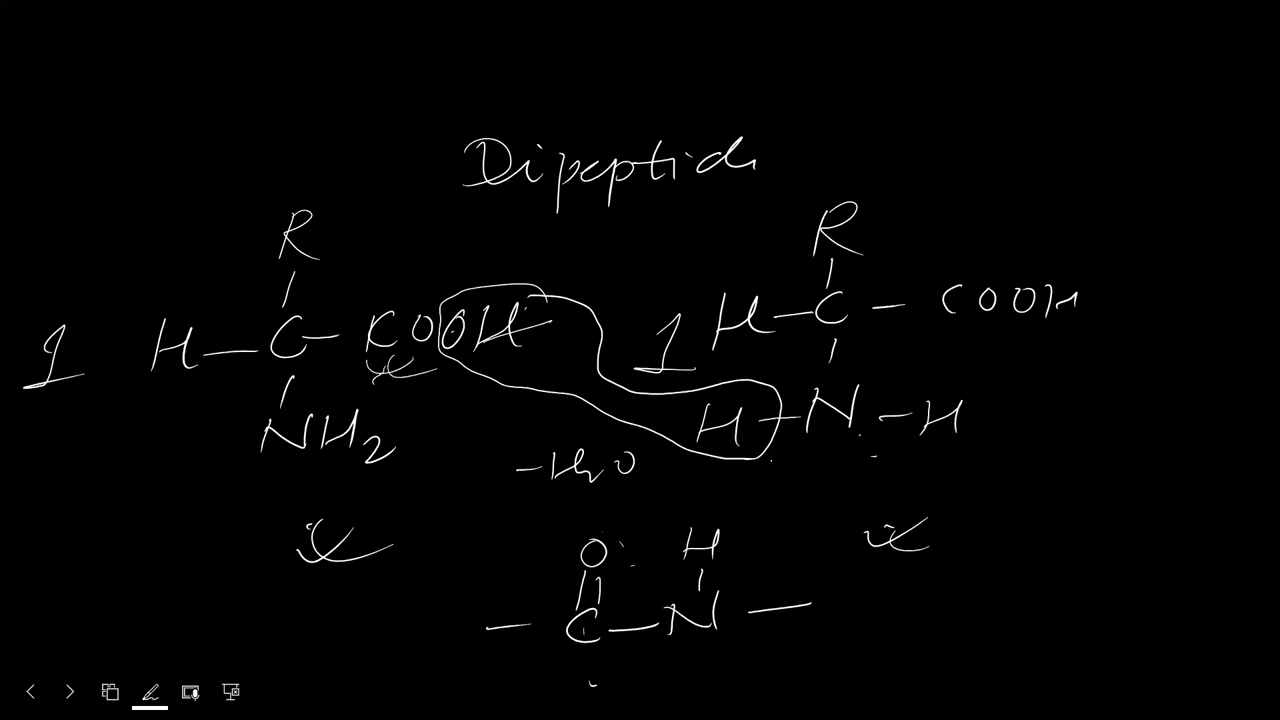 Dipeptide
R
R
1 H—C—COOH
1 H—C—COOH
NH2
H—N—H
-H2O
O H
—C—N—